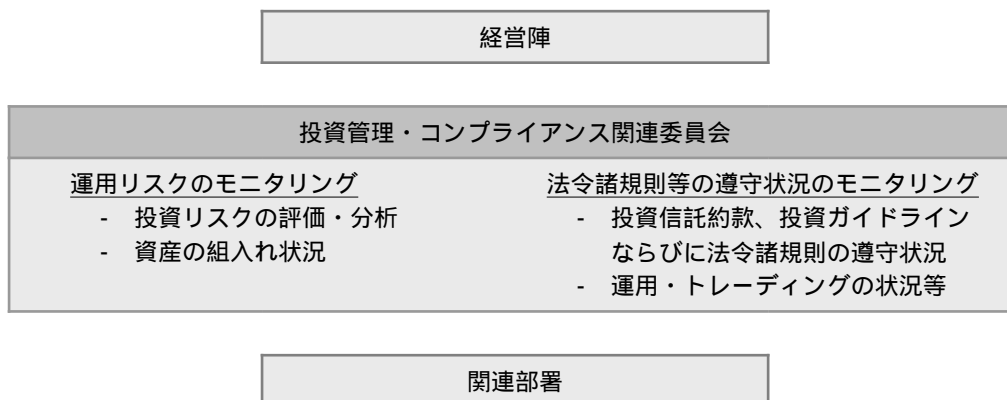 経営陣
投資管理・コンプライアンス関連委員会
運用リスクのモニタリング
- 投資リスクの評価・分析
- 資産の組入れ状況
法令諸規則等の遵守状況のモニタリング
- 投資信託約款、投資ガイドライン
ならびに法令諸規則の遵守状況
- 運用・トレーディングの状況等
関連部署